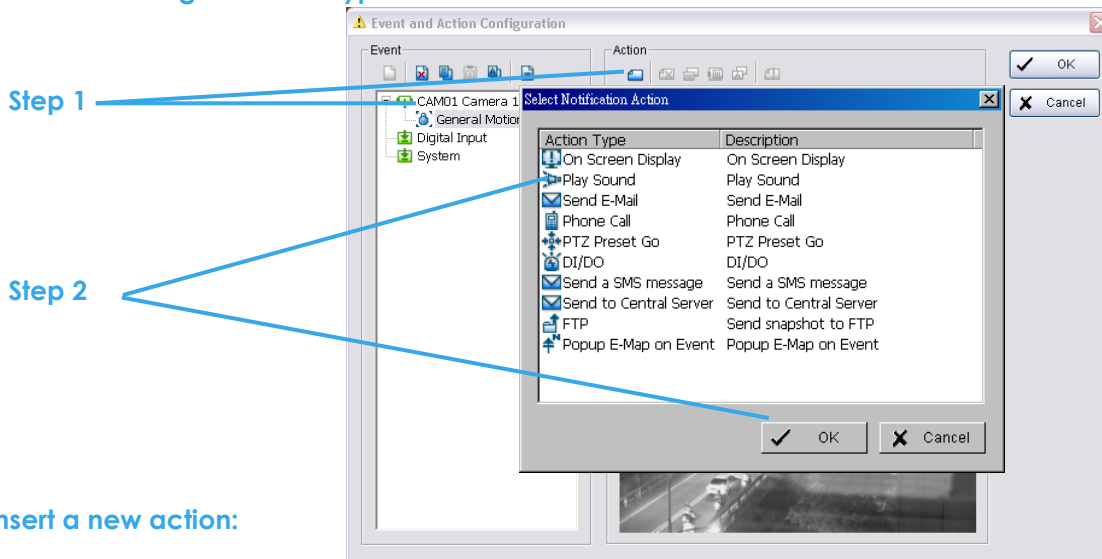 Event and Action Configuration
Event
Action
OK
Cancel
Step 1
CAM01 Camera 1
General Motion
Digital Input
System
Select Notification Action
Action Type Description
On Screen Display On Screen Display
Play Sound Play Sound
Send E-Mail Send E-Mail
Phone Call Phone Call
PTZ Preset Go PTZ Preset Go
DI/DO DI/DO
Send a SMS message Send a SMS message
Send to Central Server Send to Central Server
FTP Send snapshot to FTP
Popup E-Map on Event Popup E-Map on Event
Step 2
OK Cancel
nsert a new action: